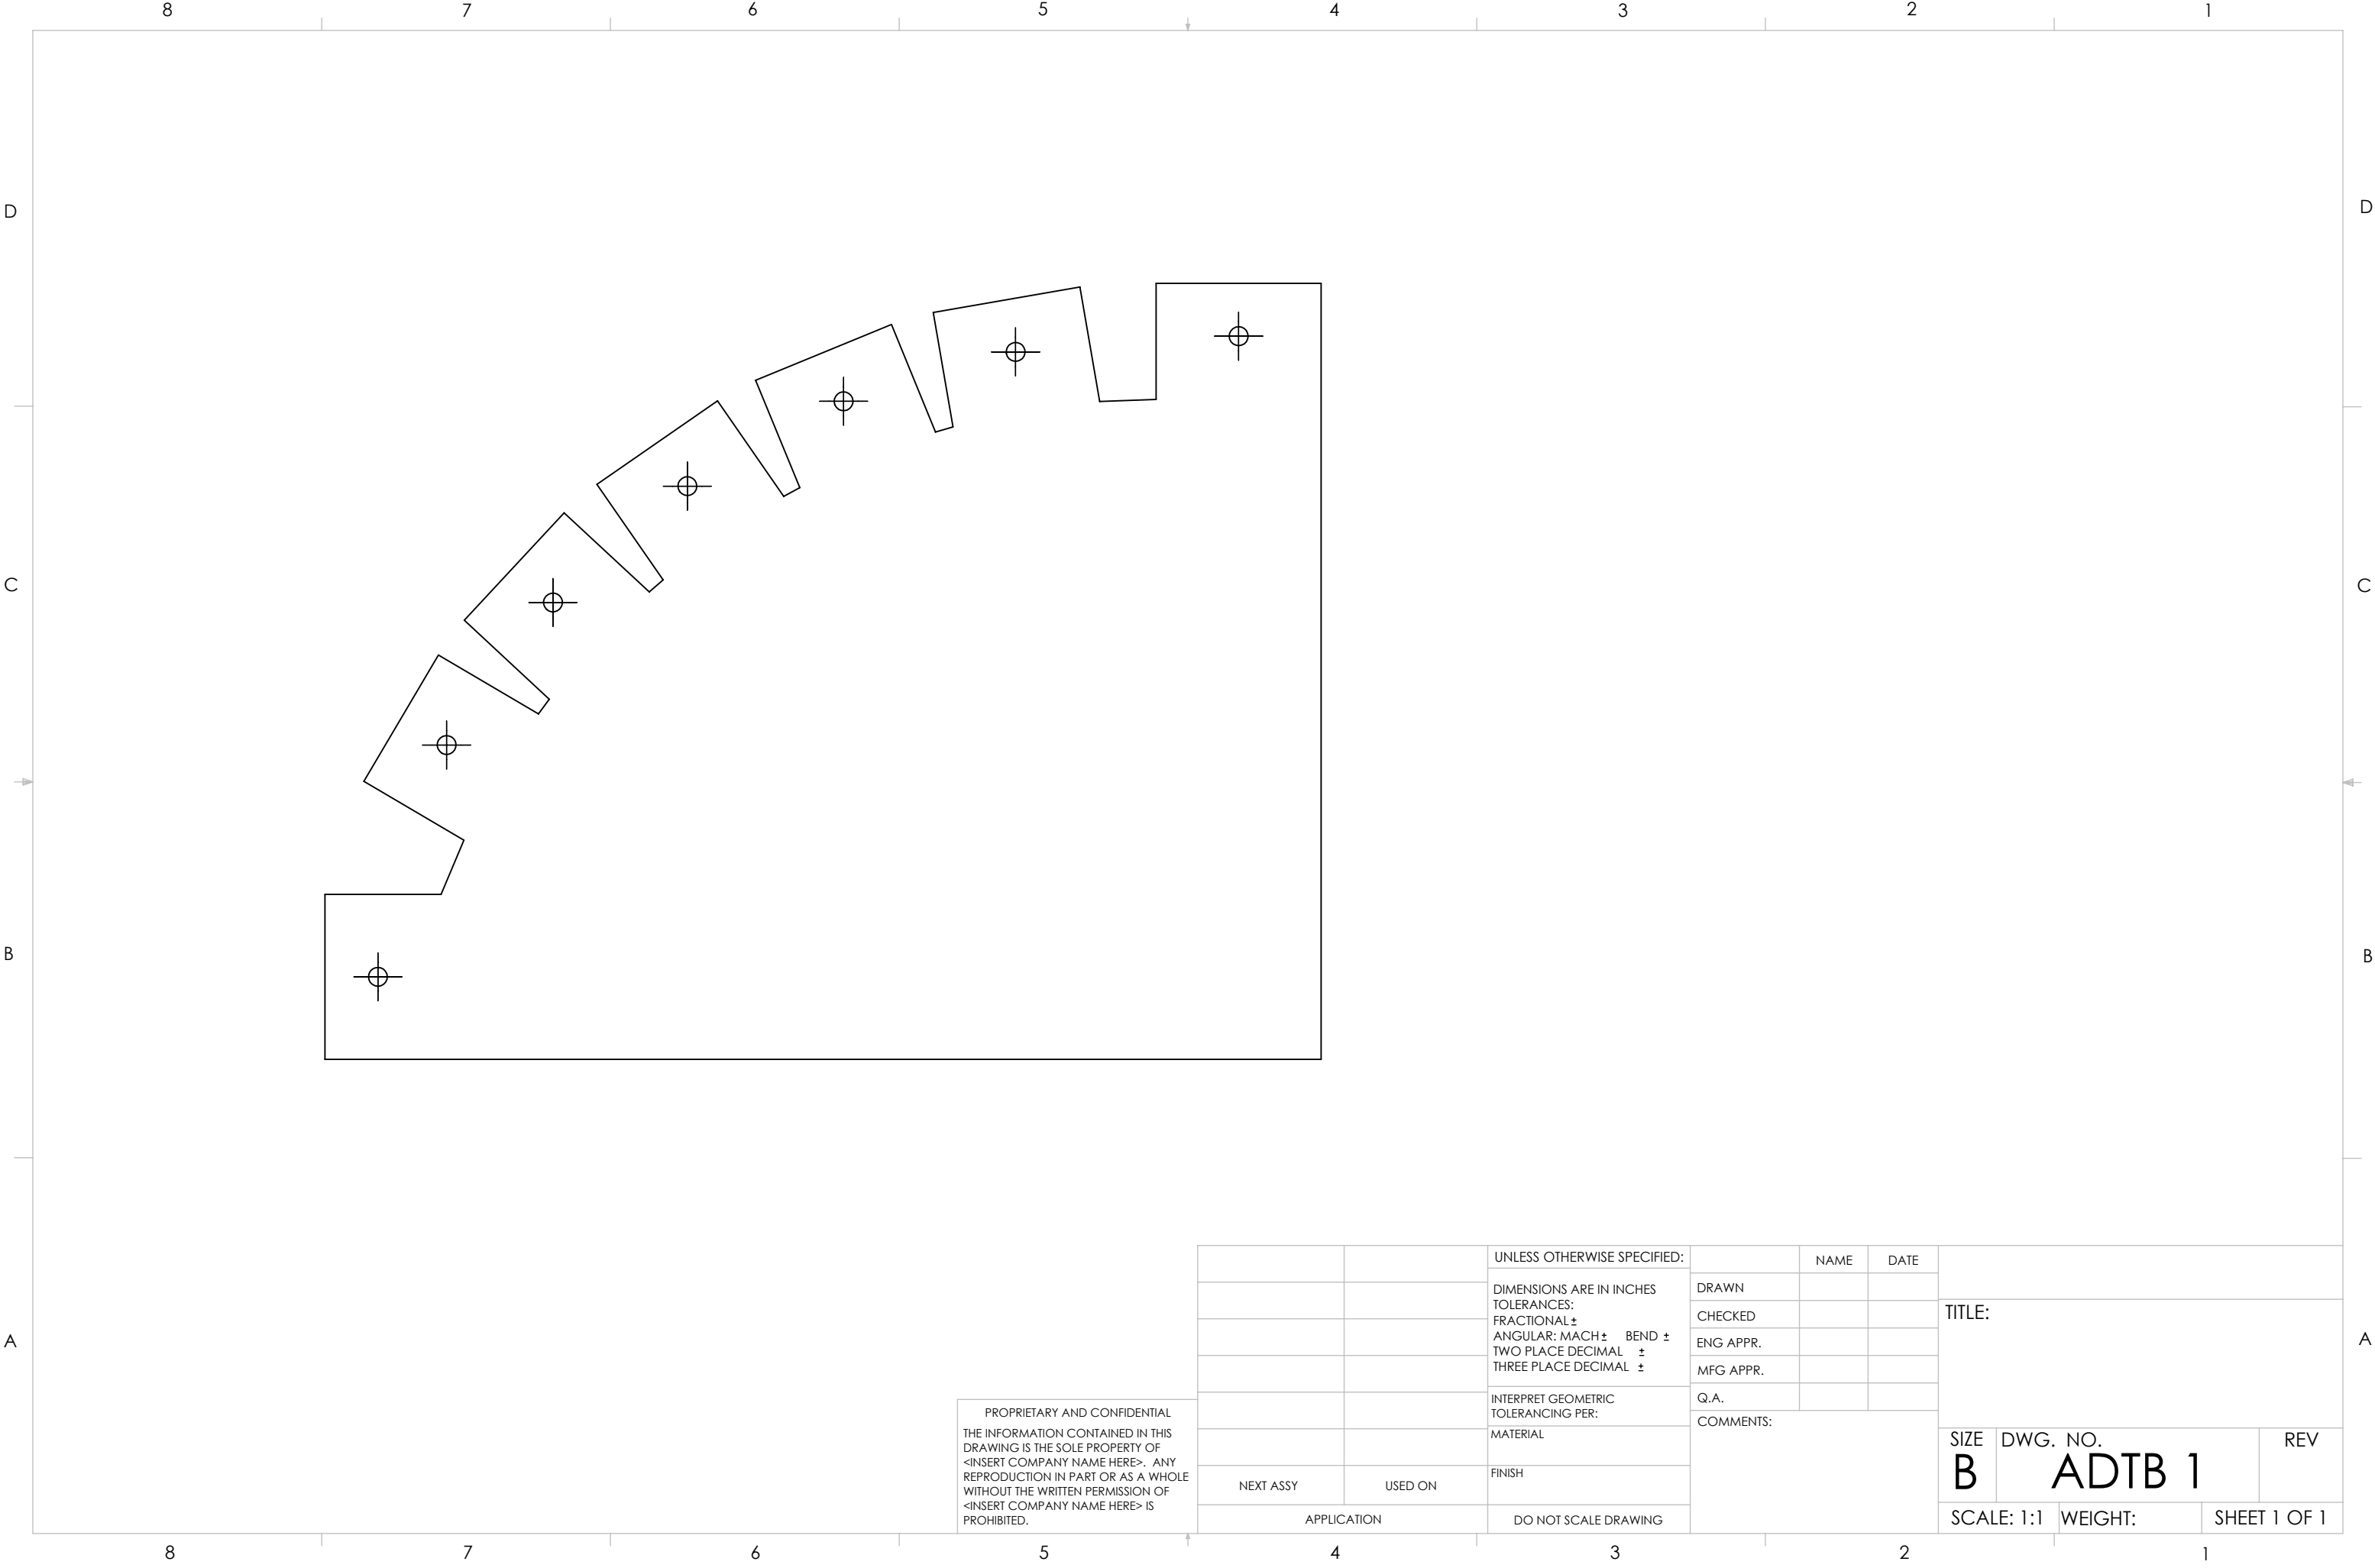 8 7 6 5 4 3 2 1
D D
C C
B B
A A
UNLESS OTHERWISE SPECIFIED:
DIMENSIONS ARE IN INCHES
TOLERANCES:
FRACTIONAL ±
ANGULAR: MACH ± BEND ±
TWO PLACE DECIMAL ±
THREE PLACE DECIMAL ±
INTERPRET GEOMETRIC
TOLERANCING PER:
MATERIAL
FINISH
DO NOT SCALE DRAWING
NAME DATE
DRAWN
CHECKED
ENG APPR.
MFG APPR.
Q.A.
COMMENTS:
TITLE:
SIZE DWG. NO. REV
B ADTB 1
SCALE: 1:1 WEIGHT: SHEET 1 OF 1
PROPRIETARY AND CONFIDENTIAL
THE INFORMATION CONTAINED IN THIS
DRAWING IS THE SOLE PROPERTY OF
<INSERT COMPANY NAME HERE>. ANY
REPRODUCTION IN PART OR AS A WHOLE
WITHOUT THE WRITTEN PERMISSION OF
<INSERT COMPANY NAME HERE> IS
PROHIBITED.
NEXT ASSY USED ON
APPLICATION
8 7 6 5 4 3 2 1